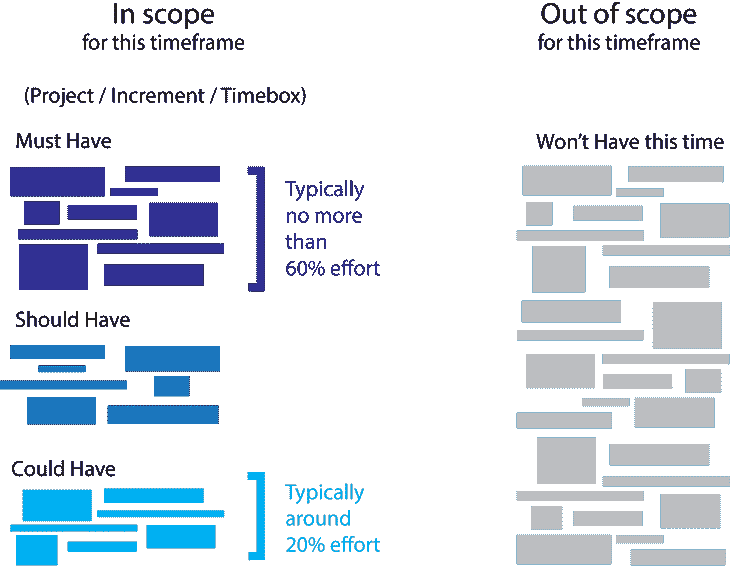 In scope
for this timeframe
(Project / Increment / Timebox)
Must Have
Typically
no more
than
60% effort
Should Have
Could Have
Typically
around
20% effort
Out of scope
for this timeframe
Won't Have this time